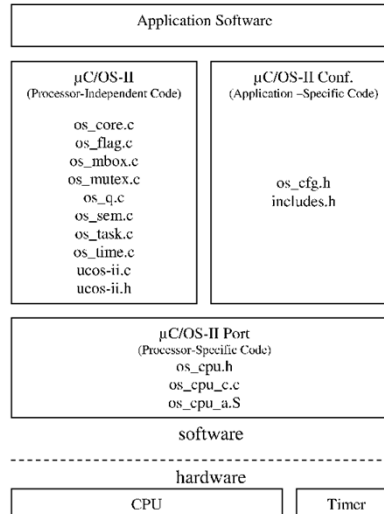 Application Software
µC/OS-II
(Processor-Independent Code)
os_core.c
os_flag.c
os_mbox.c
os_mutex.c
os_q.c
os_sem.c
os_task.c
os_time.c
ucos-ii.c
ucos-ii.h
µC/OS-II Conf.
(Application –Specific Code)
os_cfg.h
includes.h
µC/OS-II Port
(Processor-Specific Code)
os_cpu.h
os_cpu_c.c
os_cpu_a.S
software
hardware
CPU
Timer